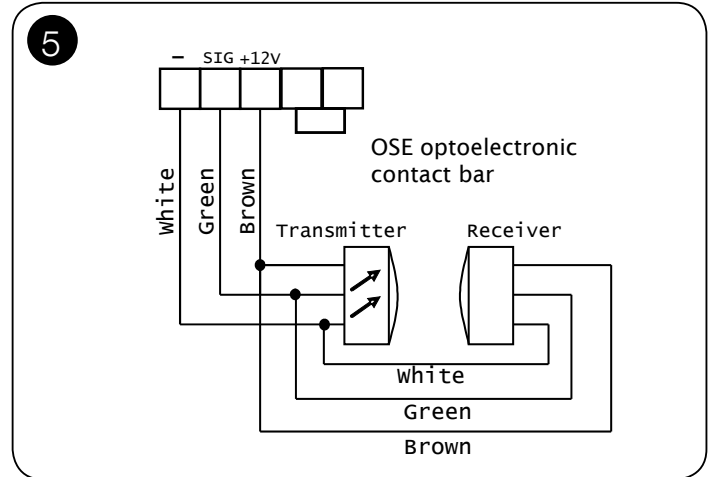 5
– SIG +12V
OSE optoelectronic
contact bar
White
Green
Brown
Transmitter
Receiver
White
Green
Brown